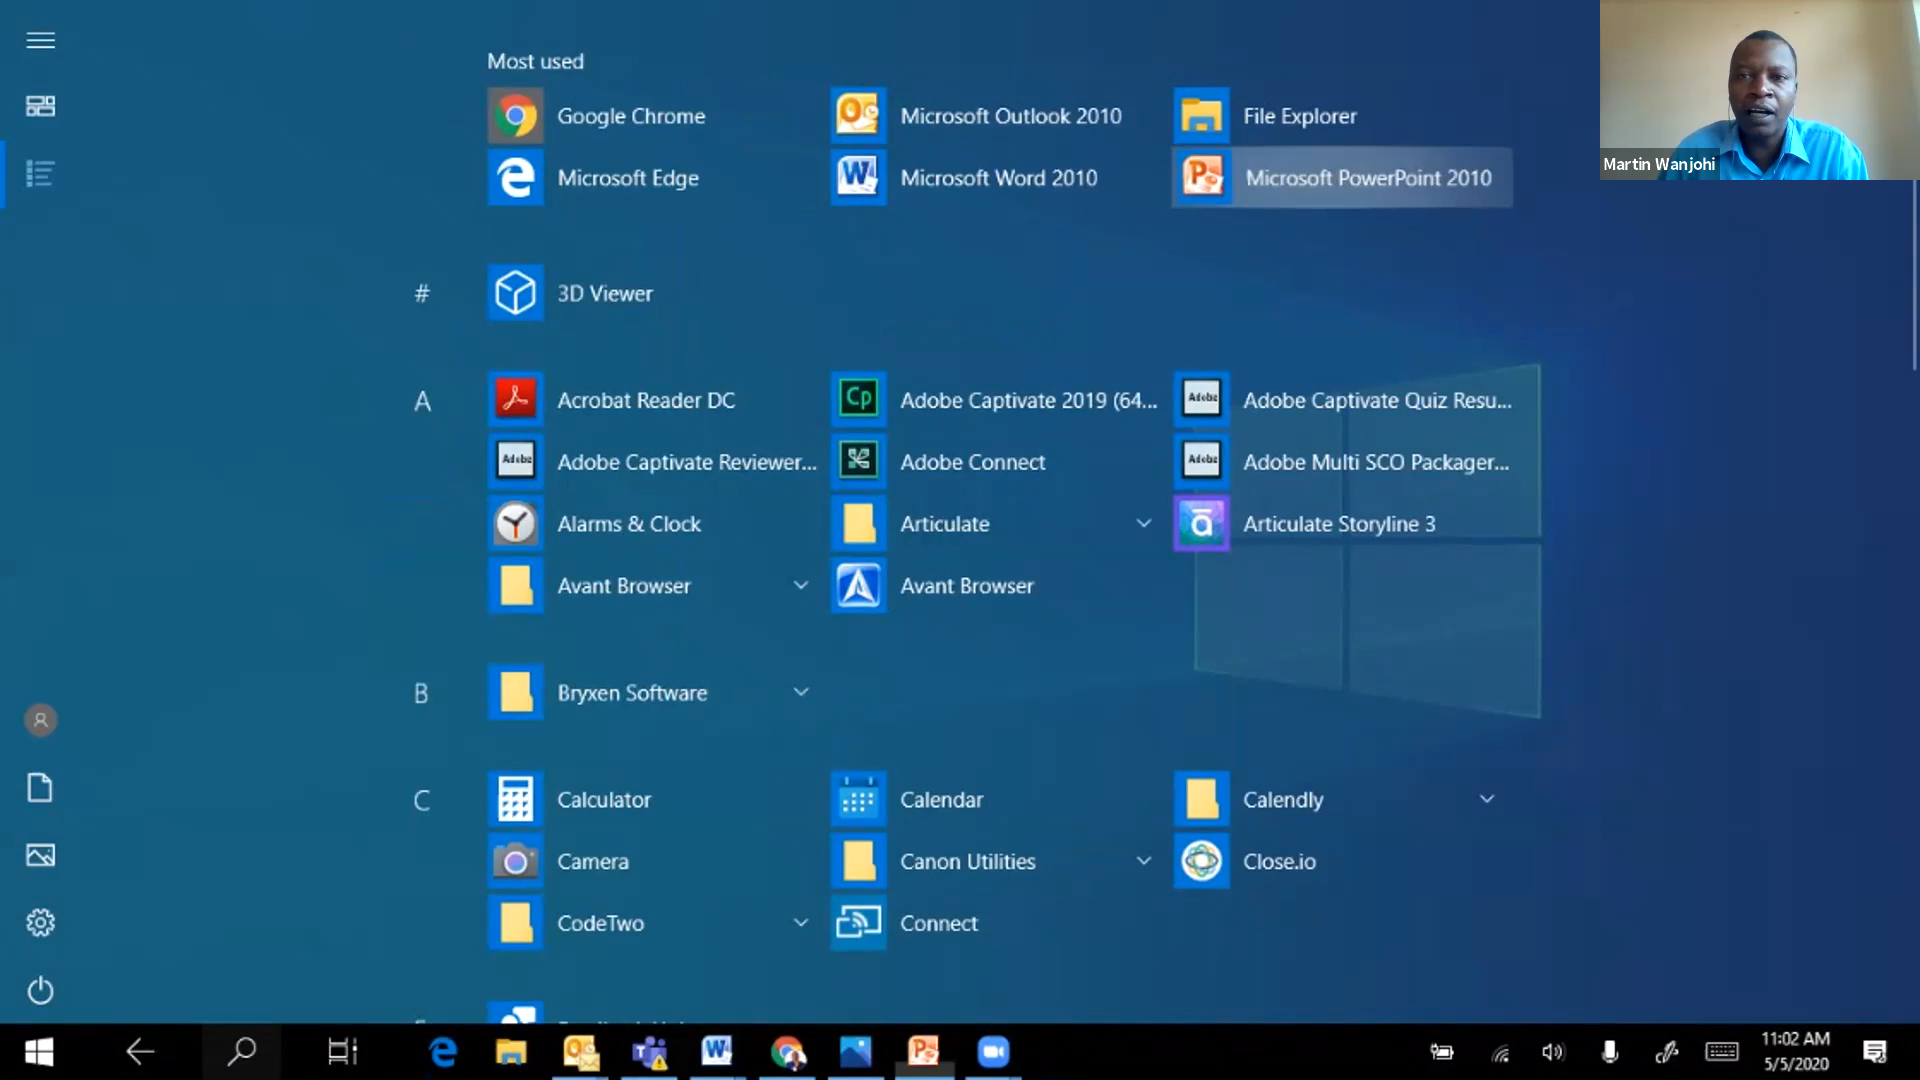 Most used
Google Chrome
Microsoft Outlook 2010
File Explorer
Microsoft Edge
Microsoft Word 2010
Microsoft PowerPoint 2010
Martin Wanjohi
#
3D Viewer
A
Acrobat Reader DC
Adobe Captivate 2019 (64...
Adobe Captivate Quiz Resu...
Adobe Captivate Reviewer...
Adobe Connect
Adobe Multi SCO Packager...
Alarms & Clock
Articulate
Articulate Storyline 3
Avant Browser
Avant Browser
B
Bryxen Software
C
Calculator
Calendar
Calendly
Camera
Canon Utilities
Close.io
CodeTwo
Connect
11:02 AM
5/5/2020